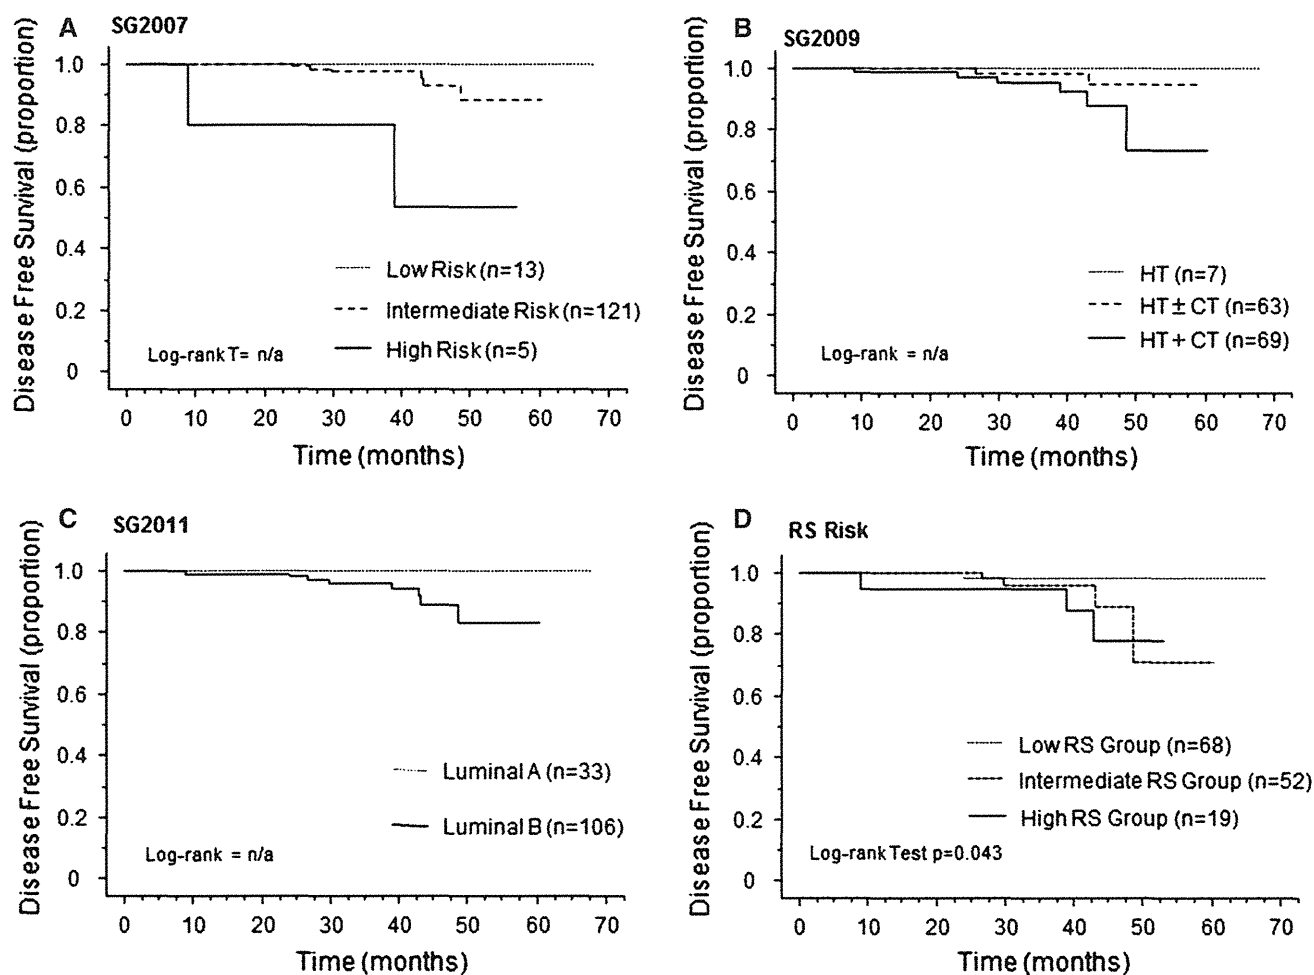 A SG2007
Disease Free Survival (proportion)
1.0
0.8
0.6
0.4
0.2
0
Low Risk (n=13)
Intermediate Risk (n=121)
High Risk (n=5)
Log-rank T= n/a
0 10 20 30 40 50 60 70
Time (months)
B SG2009
Disease Free Survival (proportion)
1.0
0.8
0.6
0.4
0.2
0
HT (n=7)
HT ± CT (n=63)
HT + CT (n=69)
Log-rank = n/a
0 10 20 30 40 50 60 70
Time (months)
C SG2011
Disease Free Survival (proportion)
1.0
0.8
0.6
0.4
0.2
0
Luminal A (n=33)
Luminal B (n=106)
Log-rank = n/a
0 10 20 30 40 50 60 70
Time (months)
D RS Risk
Disease Free Survival (proportion)
1.0
0.8
0.6
0.4
0.2
0
Low RS Group (n=68)
Intermediate RS Group (n=52)
High RS Group (n=19)
Log-rank Test p=0.043
0 10 20 30 40 50 60 70
Time (months)